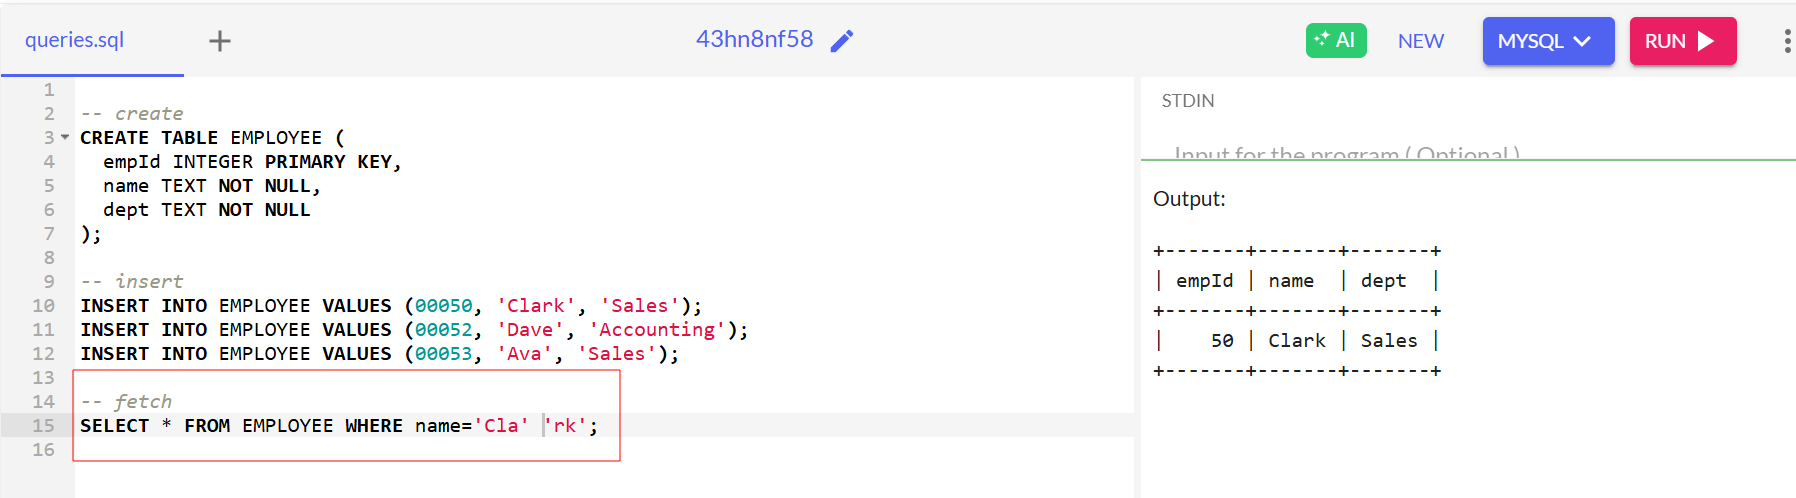 queries.sql + 43hn8nf58 AI NEW MYSQL RUN
1
2 -- create
3 CREATE TABLE EMPLOYEE (
4   empId INTEGER PRIMARY KEY,
5   name TEXT NOT NULL,
6   dept TEXT NOT NULL
7 );
8
9 -- insert
10 INSERT INTO EMPLOYEE VALUES (00050, 'Clark', 'Sales');
11 INSERT INTO EMPLOYEE VALUES (00052, 'Dave', 'Accounting');
12 INSERT INTO EMPLOYEE VALUES (00053, 'Ava', 'Sales');
13
14 -- fetch
15 SELECT * FROM EMPLOYEE WHERE name='Cla' 'rk';
16
STDIN
Input for the program ( Optional )
Output:
+-------+-------+-------+
| empId | name  | dept  |
+-------+-------+-------+
|    50 | Clark | Sales |
+-------+-------+-------+